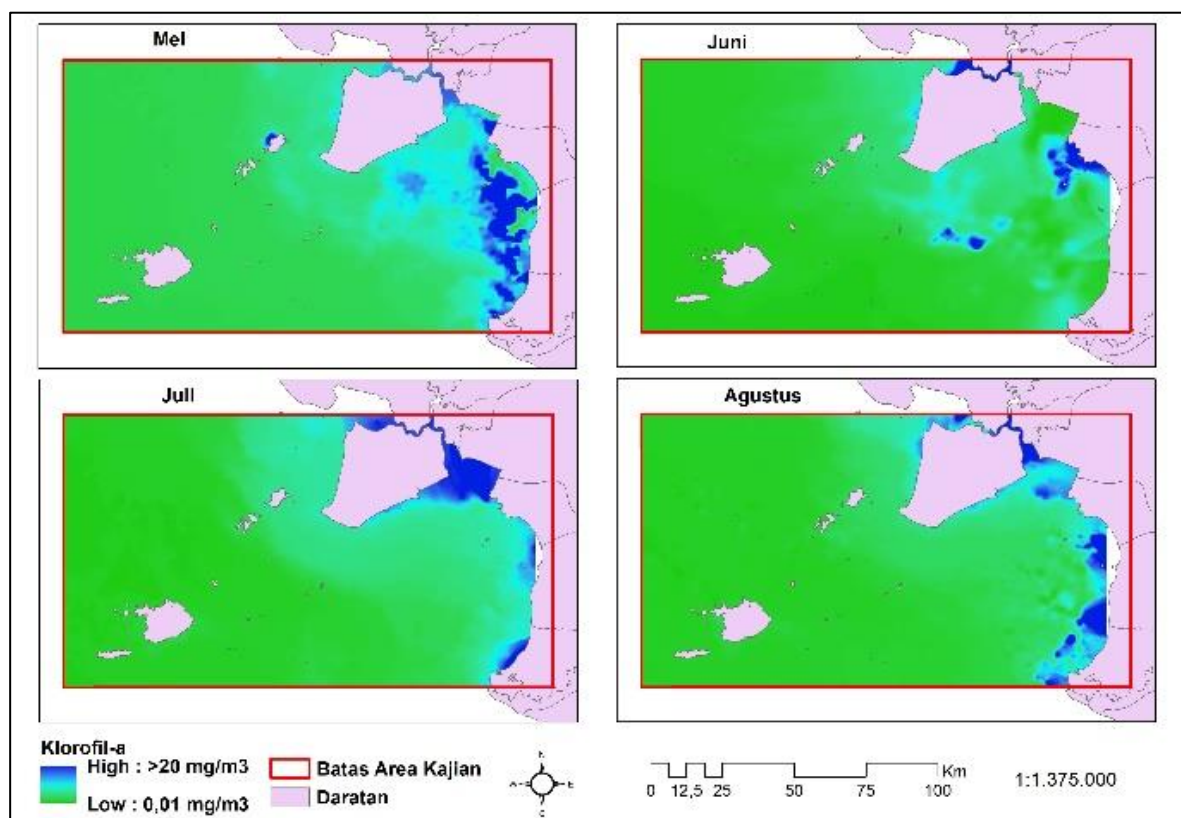 Mei
Juni
Juli
Agustus
Klorofil-a
High : >20 mg/m3
Low : 0,01 mg/m3
Batas Area Kajian
Daratan
Km
0 12,5 25 50 75 100
1:1.375.000